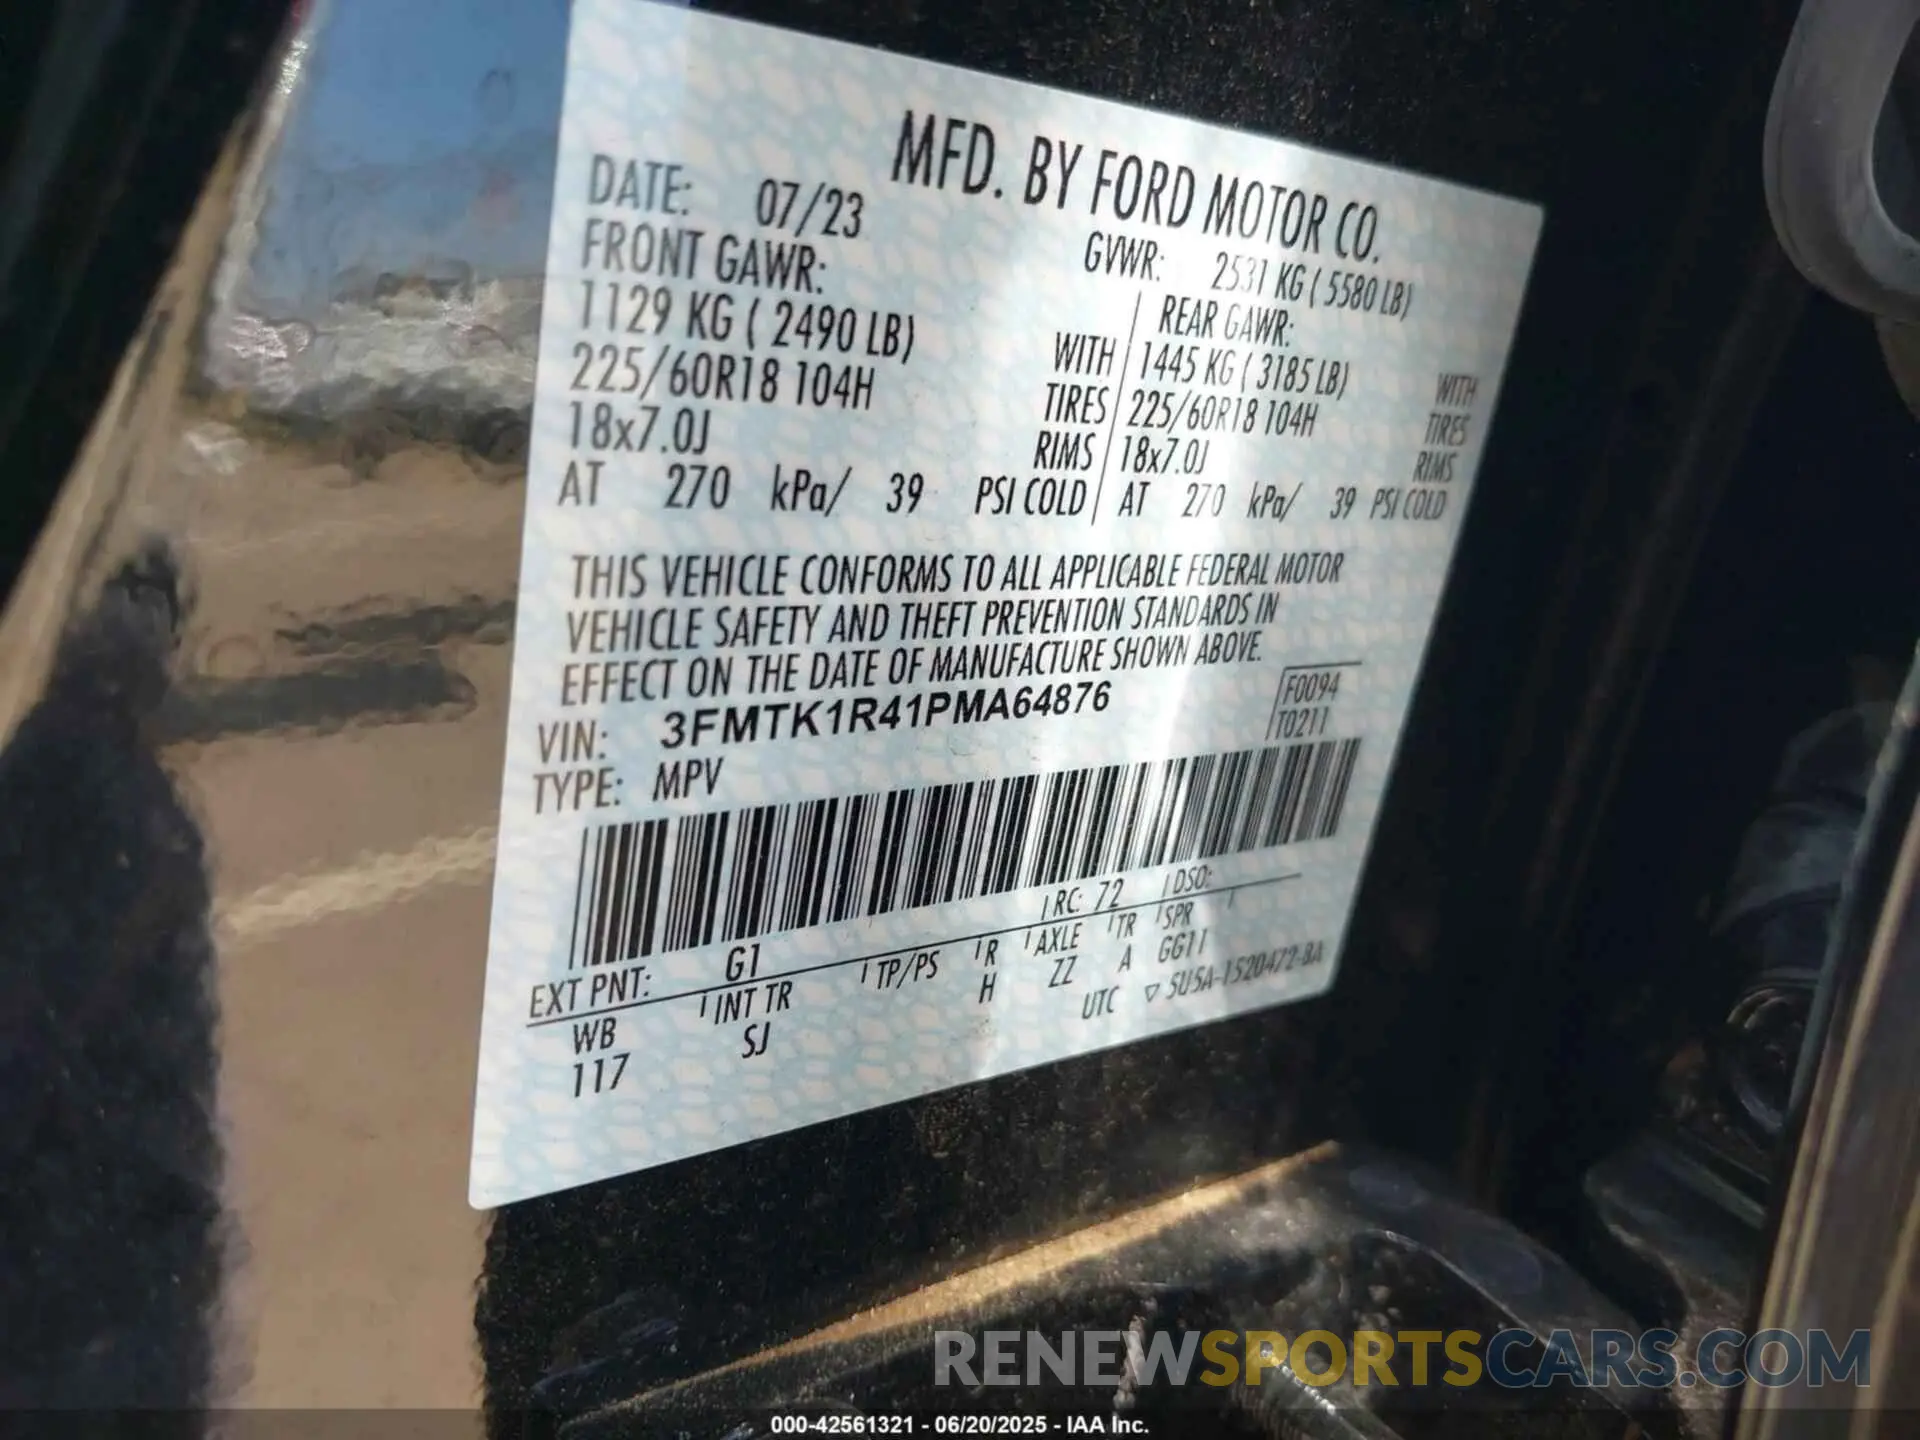 MFD. BY FORD MOTOR CO.
DATE: 07/23 GVWR: 2531 KG ( 5580 LB)
FRONT GAWR: REAR GAWR:
1129 KG ( 2490 LB) WITH 1445 KG ( 3185 LB) WITH
225/60R18 104H TIRES 225/60R18 104H TIRES
18x7.0J RIMS 18x7.0J RIMS
AT 270 kPa/ 39 PSI COLD AT 270 kPa/ 39 PSI COLD
THIS VEHICLE CONFORMS TO ALL APPLICABLE FEDERAL MOTOR
VEHICLE SAFETY AND THEFT PREVENTION STANDARDS IN
EFFECT ON THE DATE OF MANUFACTURE SHOWN ABOVE.
VIN: 3FMTK1R41PMA64876
F0094
T0211
TYPE: MPV
EXT PNT: G1 RC: 72 DSO:
WB INT TR TP/PS R AXLE TR SPR
117 SJ H ZZ A GG11
UTC ▽ SU5A-1520472-BA
RENEWSPORTSCARS.COM
000-42561321 - 06/20/2025 - IAA Inc.